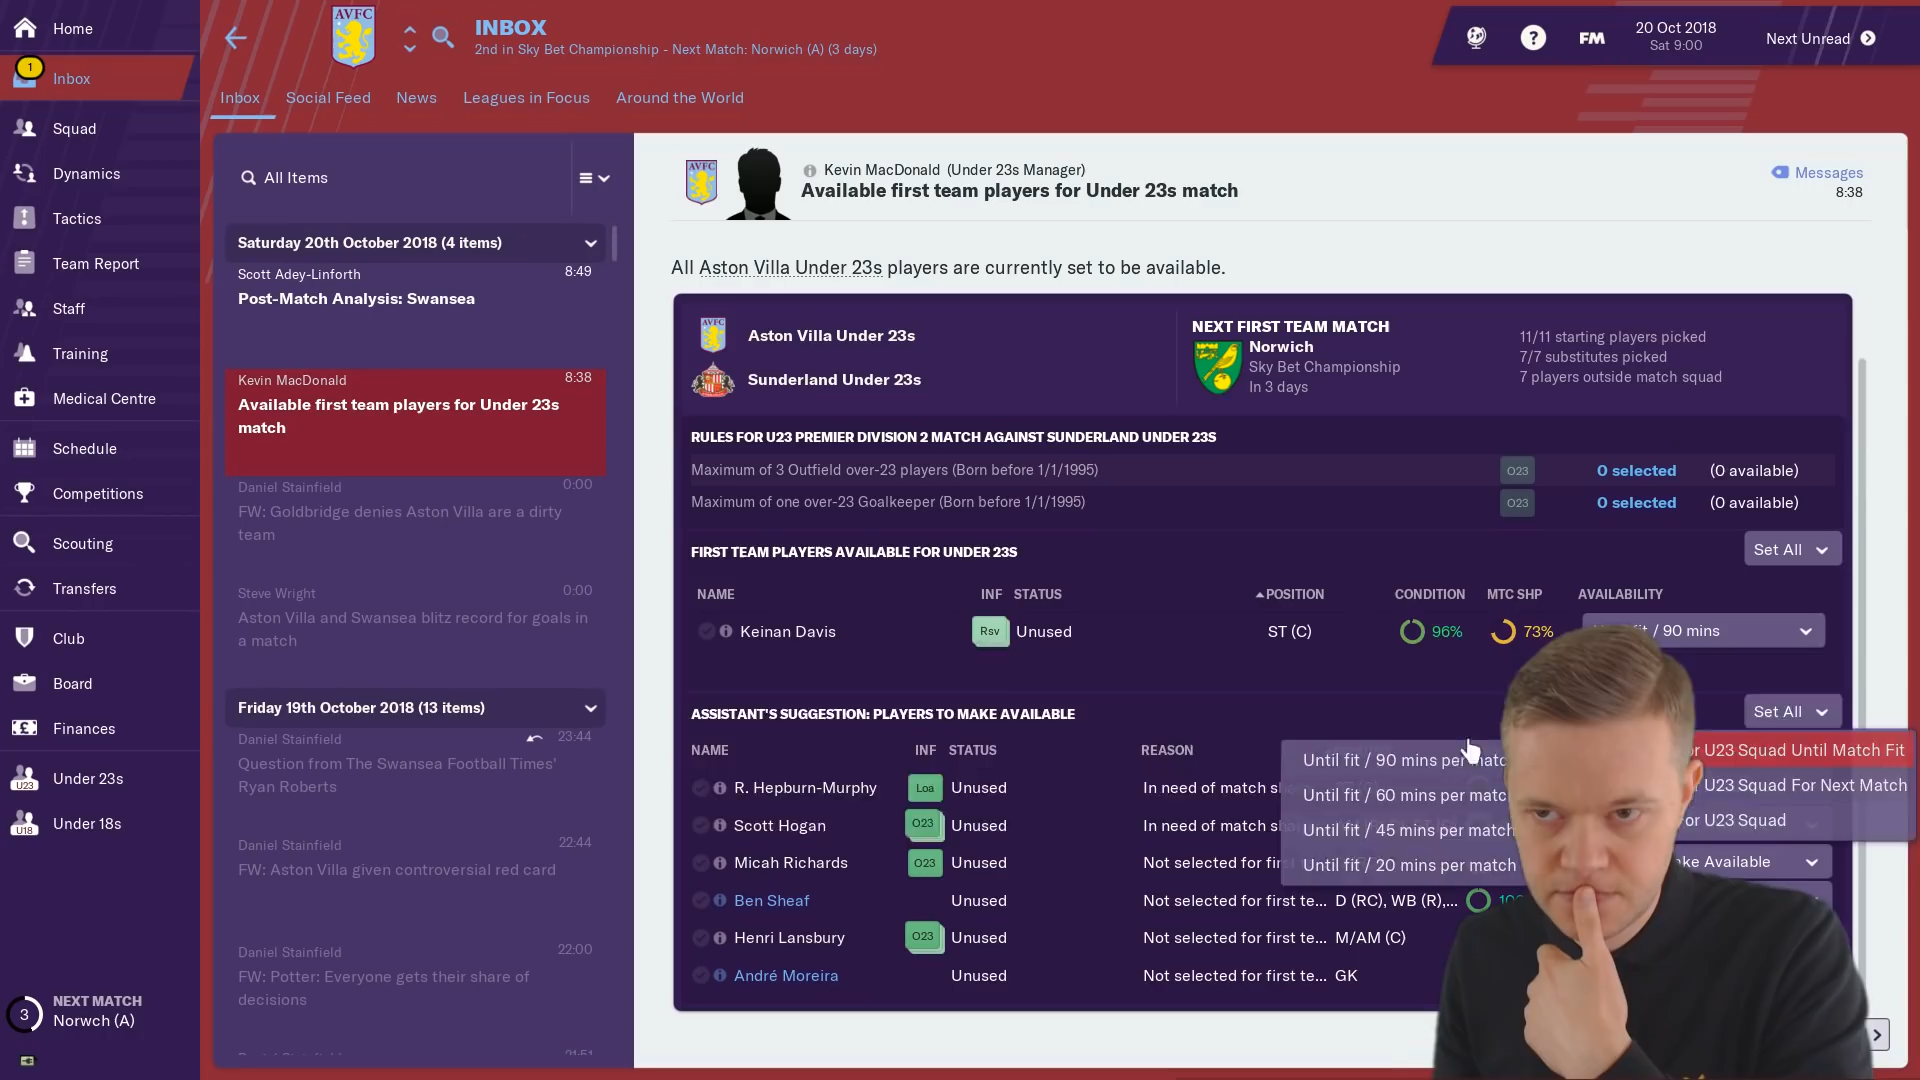 Home
1
Inbox
Squad
Dynamics
Tactics
Team Report
Staff
Training
Medical Centre
Schedule
Competitions
Scouting
Transfers
Club
Board
Finances
U23
Under 23s
U18
Under 18s
3
NEXT MATCH
Norwch (A)
AVFC
INBOX
2nd in Sky Bet Championship - Next Match: Norwich (A) (3 days)
FM
20 Oct 2018
Sat 9:00
Next Unread
Inbox
Social Feed
News
Leagues in Focus
Around the World
All Items
Saturday 20th October 2018 (4 items)
Scott Adey-Linforth 8:49
Post-Match Analysis: Swansea
Kevin MacDonald 8:38
Available first team players for Under 23s
match
Daniel Stainfield 0:00
FW: Goldbridge denies Aston Villa are a dirty
team
Steve Wright 0:00
Aston Villa and Swansea blitz record for goals in
a match
Friday 19th October 2018 (13 items)
Daniel Stainfield 23:44
Question from The Swansea Football Times'
Ryan Roberts
Daniel Stainfield 22:44
FW: Aston Villa given controversial red card
Daniel Stainfield 22:00
FW: Potter: Everyone gets their share of
decisions
AVFC
Kevin MacDonald (Under 23s Manager)
Available first team players for Under 23s match
Messages
8:38
All Aston Villa Under 23s players are currently set to be available.
AVFC
Aston Villa Under 23s
Sunderland Under 23s
NEXT FIRST TEAM MATCH
Norwich
Sky Bet Championship
In 3 days
11/11 starting players picked
7/7 substitutes picked
7 players outside match squad
RULES FOR U23 PREMIER DIVISION 2 MATCH AGAINST SUNDERLAND UNDER 23S
Maximum of 3 Outfield over-23 players (Born before 1/1/1995) O23 0 selected (0 available)
Maximum of one over-23 Goalkeeper (Born before 1/1/1995) O23 0 selected (0 available)
FIRST TEAM PLAYERS AVAILABLE FOR UNDER 23S Set All
NAME INF STATUS POSITION CONDITION MTC SHP AVAILABILITY
Keinan Davis Rsv Unused ST (C) 96% 73% fit / 90 mins
ASSISTANT'S SUGGESTION: PLAYERS TO MAKE AVAILABLE Set All
NAME INF STATUS REASON
R. Hepburn-Murphy Loa Unused In need of match
Scott Hogan O23 Unused In need of match
Micah Richards O23 Unused Not selected for
Ben Sheaf Unused Not selected for first te... D (RC), WB (R),...
Henri Lansbury O23 Unused Not selected for first te... M/AM (C)
André Moreira Unused Not selected for first te... GK
Until fit / 90 mins per
Until fit / 60 mins per
Until fit / 45 mins per match
Until fit / 20 mins per match
U23 Squad Until Match Fit
U23 Squad For Next Match
U23 Squad
Available